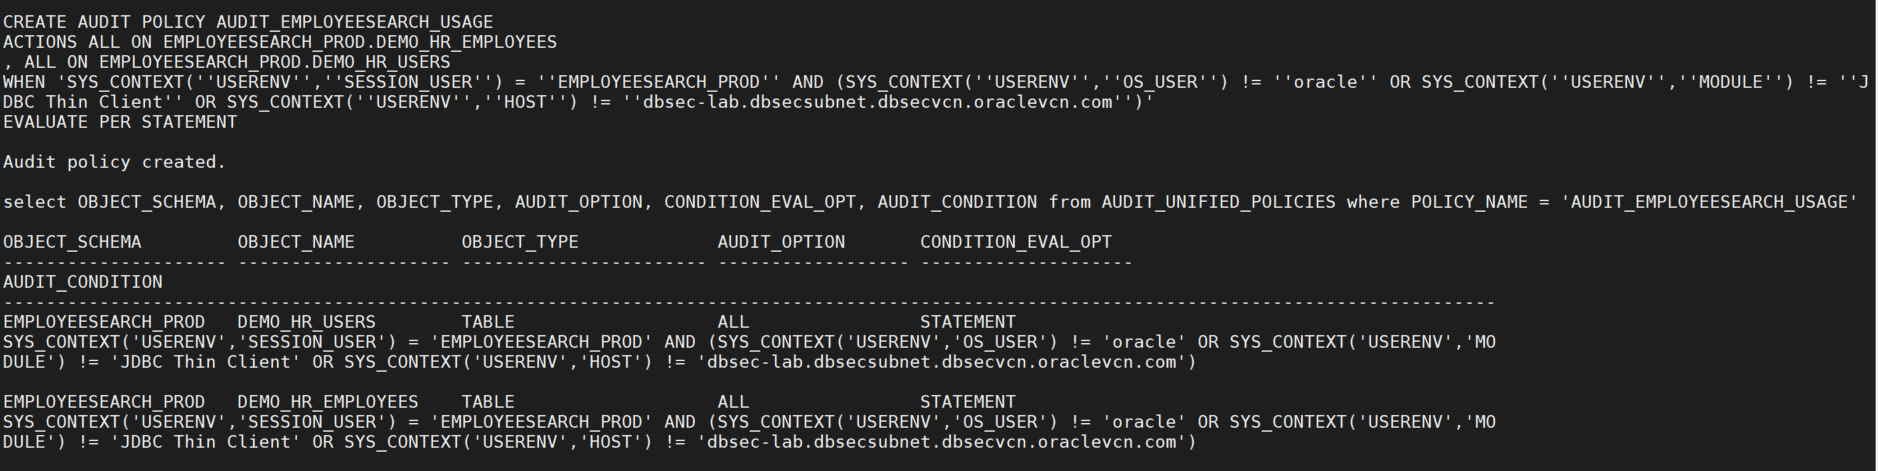 CREATE AUDIT POLICY AUDIT_EMPLOYEESEARCH_USAGE
ACTIONS ALL ON EMPLOYEESEARCH_PROD.DEMO_HR_EMPLOYEES
, ALL ON EMPLOYEESEARCH_PROD.DEMO_HR_USERS
WHEN 'SYS_CONTEXT(''USERENV'',''SESSION_USER'') = ''EMPLOYEESEARCH_PROD'' AND (SYS_CONTEXT(''USERENV'',''OS_USER'') != ''oracle'' OR SYS_CONTEXT(''USERENV'',''MODULE'') != ''J
DBC Thin Client'' OR SYS_CONTEXT(''USERENV'',''HOST'') != ''dbsec-lab.dbsecsubnet.dbsecvcn.oraclevcn.com'')'
EVALUATE PER STATEMENT

Audit policy created.

select OBJECT_SCHEMA, OBJECT_NAME, OBJECT_TYPE, AUDIT_OPTION, CONDITION_EVAL_OPT, AUDIT_CONDITION from AUDIT_UNIFIED_POLICIES where POLICY_NAME = 'AUDIT_EMPLOYEESEARCH_USAGE'

OBJECT_SCHEMA         OBJECT_NAME          OBJECT_TYPE             AUDIT_OPTION       CONDITION_EVAL_OPT
--------------------- -------------------- ----------------------- ------------------ --------------------
AUDIT_CONDITION
--------------------------------------------------------------------------------------------------------------------------------------------
EMPLOYEESEARCH_PROD   DEMO_HR_USERS        TABLE                   ALL                STATEMENT
SYS_CONTEXT('USERENV','SESSION_USER') = 'EMPLOYEESEARCH_PROD' AND (SYS_CONTEXT('USERENV','OS_USER') != 'oracle' OR SYS_CONTEXT('USERENV','MO
DULE') != 'JDBC Thin Client' OR SYS_CONTEXT('USERENV','HOST') != 'dbsec-lab.dbsecsubnet.dbsecvcn.oraclevcn.com')

EMPLOYEESEARCH_PROD   DEMO_HR_EMPLOYEES    TABLE                   ALL                STATEMENT
SYS_CONTEXT('USERENV','SESSION_USER') = 'EMPLOYEESEARCH_PROD' AND (SYS_CONTEXT('USERENV','OS_USER') != 'oracle' OR SYS_CONTEXT('USERENV','MO
DULE') != 'JDBC Thin Client' OR SYS_CONTEXT('USERENV','HOST') != 'dbsec-lab.dbsecsubnet.dbsecvcn.oraclevcn.com')